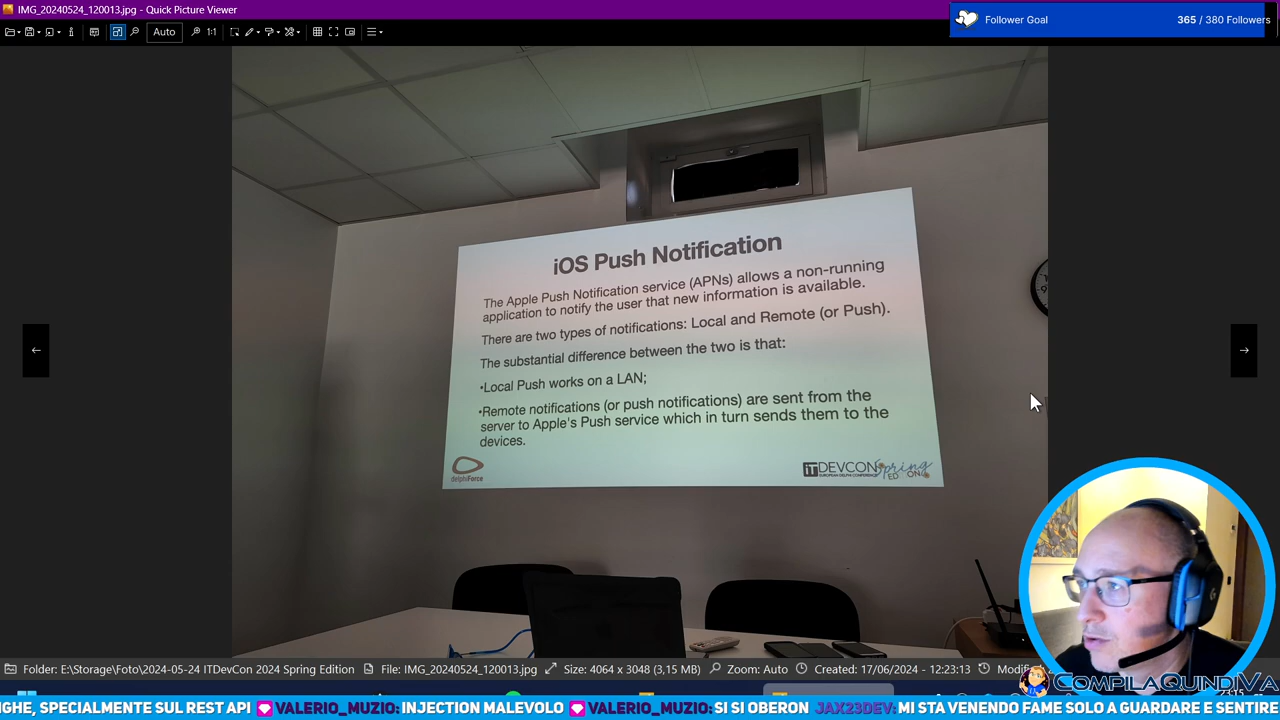 IMG_20240524_120013.jpg - Quick Picture Viewer
Follower Goal
365 / 380 Followers
Auto
1:1
iOS Push Notification
The Apple Push Notification service (APNs) allows a non-running
application to notify the user that new information is available.
There are two types of notifications: Local and Remote (or Push).
The substantial difference between the two is that:
•Local Push works on a LAN;
•Remote notifications (or push notifications) are sent from the
server to Apple's Push service which in turn sends them to the
devices.
delphiForce
iTDEVCON Spring
EUROPEAN DELPHI CONFERENCE
Folder: E:\Storage\Foto\2024-05-24 ITDevCon 2024 Spring Edition
File: IMG_20240524_120013.jpg
Size: 4064 x 3048 (3,15 MB)
Zoom: Auto
Created: 17/06/2024 - 12:23:13
COMPILAQUINDIVA
NGHE, SPECIALMENTE SUL REST API VALERIO_MUZIO: INJECTION MALEVOLO VALERIO_MUZIO: SI SI OBERON JAX23DEV: MI STA VENENDO FAME SOLO A GUARDARE E SENTIRE